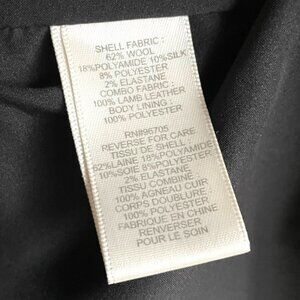 SHELL FABRIC :
62% WOOL
18%POLYAMIDE 10%SILK
8% POLYESTER
2% ELASTANE
COMBO FABRIC :
100% LAMB LEATHER
BODY LINING :
100% POLYESTER
RN#96705
REVERSE FOR CARE
TISSU DE SHELL
62%LAINE 18%POLYAMIDE
10%SOIE 8%POLYESTER
2% ELASTANE
TISSU COMBINE :
100% AGNEAU CUIR
CORPS DOUBLURE :
100% POLYESTER
FABRIQUE EN CHINE
RENVERSER
POUR LE SOIN